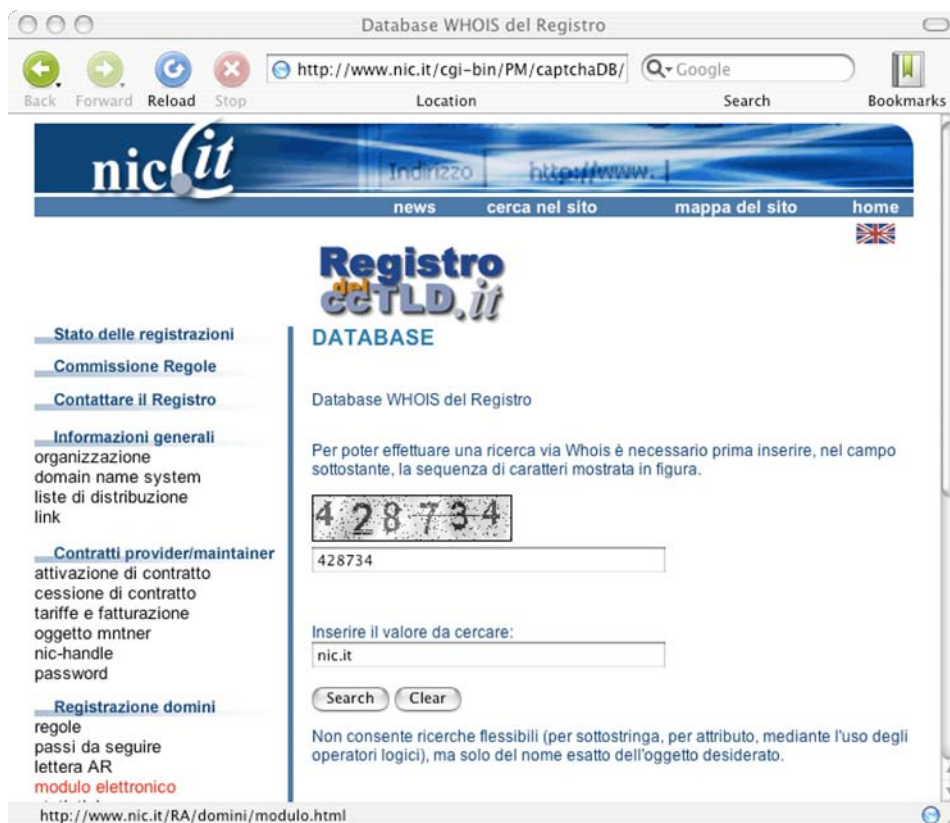 Database WHOIS del Registro
Back Forward Reload Stop
http://www.nic.it/cgi-bin/PM/captchaDB/
Location
Google
Search
Bookmarks
nic.it
Indirizzo http://www.
news cerca nel sito mappa del sito home
Registro
del
ccTLD.it
Stato delle registrazioni
Commissione Regole
Contattare il Registro
Informazioni generali
organizzazione
domain name system
liste di distribuzione
link
Contratti provider/maintainer
attivazione di contratto
cessione di contratto
tariffe e fatturazione
oggetto mntner
nic-handle
password
Registrazione domini
regole
passi da seguire
lettera AR
modulo elettronico
DATABASE
Database WHOIS del Registro
Per poter effettuare una ricerca via Whois è necessario prima inserire, nel campo
sottostante, la sequenza di caratteri mostrata in figura.
428734
428734
Inserire il valore da cercare:
nic.it
Search Clear
Non consente ricerche flessibili (per sottostringa, per attributo, mediante l'uso degli
operatori logici), ma solo del nome esatto dell'oggetto desiderato.
http://www.nic.it/RA/domini/modulo.html